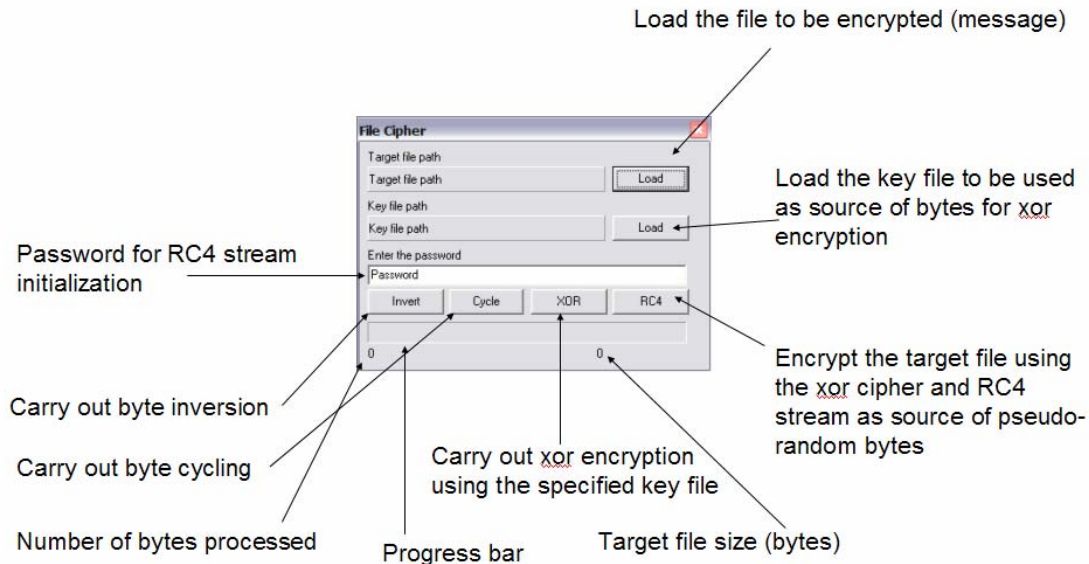 Load the file to be encrypted (message)
File Cipher
Target file path
Target file path
Load
Key file path
Key file path
Load
Load the key file to be used
as source of bytes for xor
encryption
Password for RC4 stream
initialization
Enter the password
Password
Invert
Cycle
XOR
RC4
0
0
Encrypt the target file using
the xor cipher and RC4
stream as source of pseudo-
random bytes
Carry out byte inversion
Carry out byte cycling
Carry out xor encryption
using the specified key file
Number of bytes processed
Progress bar
Target file size (bytes)